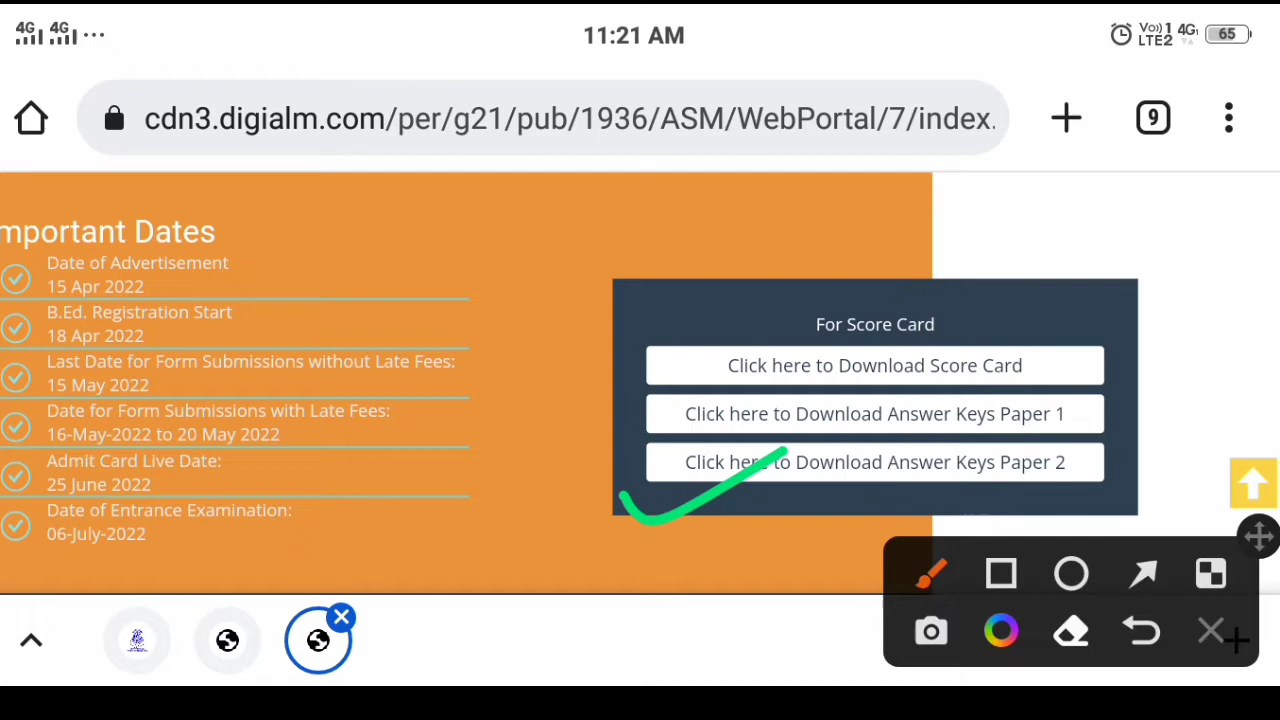 4G 4G ...
11:21 AM
Vo)) 1 4G
LTE2
65
cdn3.digialm.com/per/g21/pub/1936/ASM/WebPortal/7/index.
9
mportant Dates
Date of Advertisement
15 Apr 2022
B.Ed. Registration Start
18 Apr 2022
Last Date for Form Submissions without Late Fees:
15 May 2022
Date for Form Submissions with Late Fees:
16-May-2022 to 20 May 2022
Admit Card Live Date:
25 June 2022
Date of Entrance Examination:
06-July-2022
For Score Card
Click here to Download Score Card
Click here to Download Answer Keys Paper 1
Click here to Download Answer Keys Paper 2